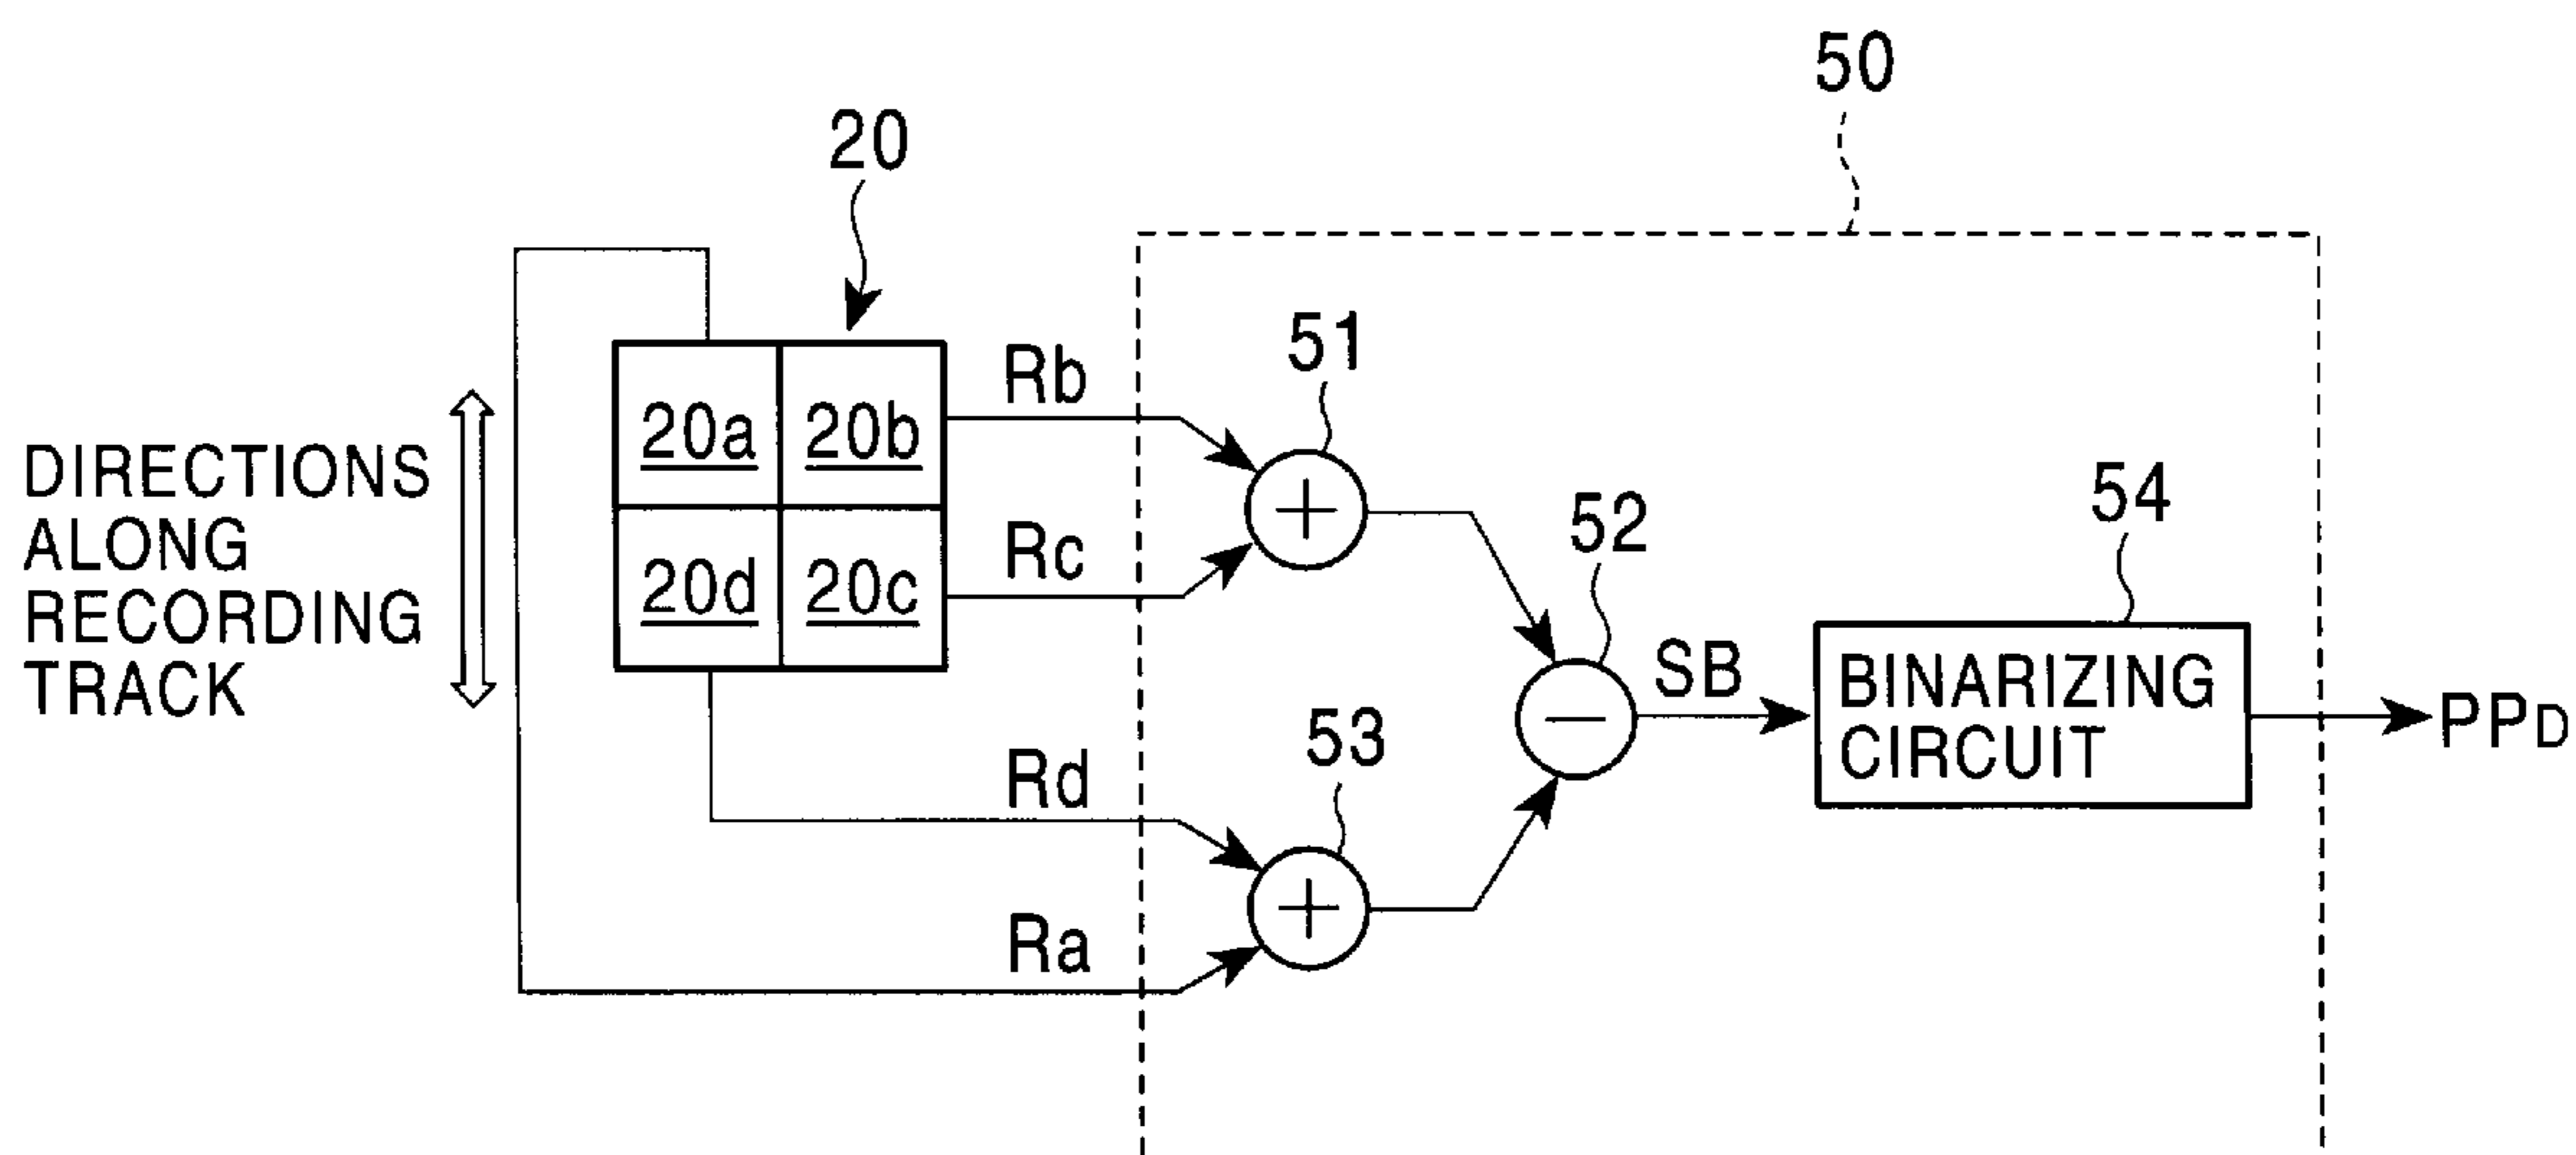 50
20
51
Rb
20a 20b
DIRECTIONS
ALONG
RECORDING
TRACK
54
52
Rc
20d 20c
SB
BINARIZING
CIRCUIT
PPD
53
Rd
Ra